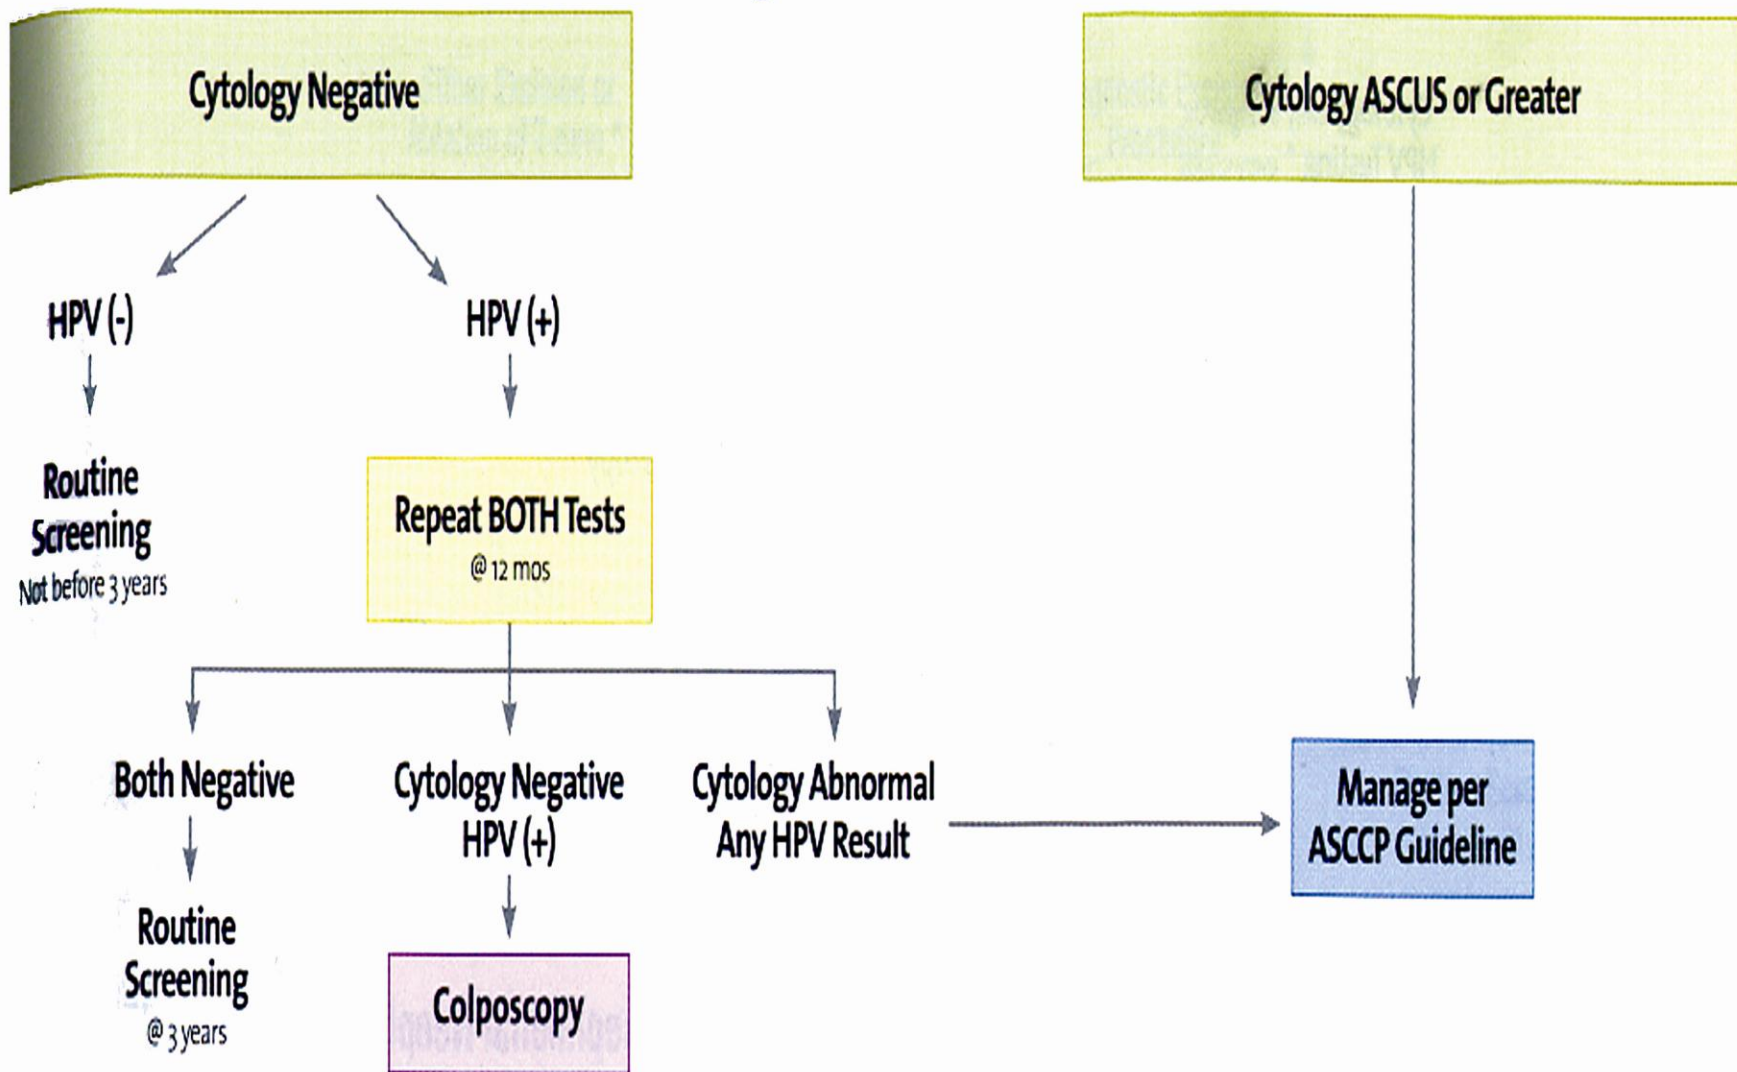 Cytology Negative
Cytology ASCUS or Greater
HPV (-)
HPV (+)
Routine
Screening
Not before 3 years
Repeat BOTH Tests
@ 12 mos
Both Negative
Cytology Negative
HPV (+)
Cytology Abnormal
Any HPV Result
Manage per
ASCCP Guideline
Routine
Screening
@ 3 years
Colposcopy